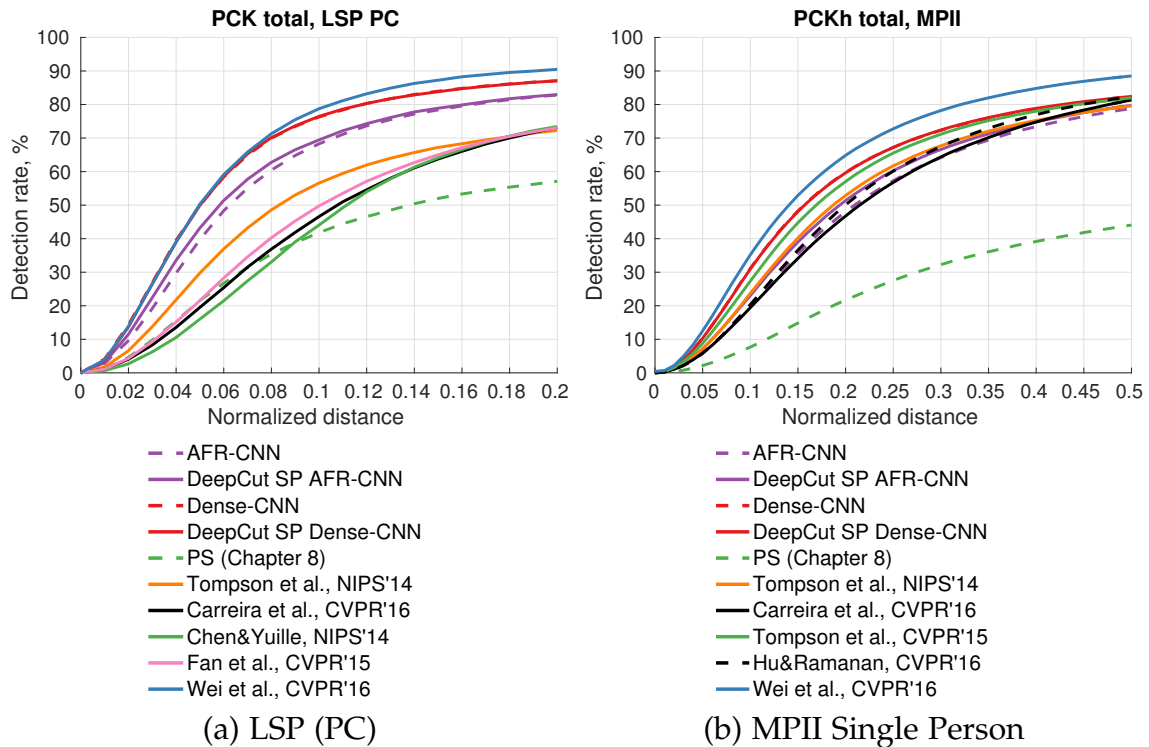 PCK total, LSP PC
100
90
80
70
60
50
40
30
20
10
0
Detection rate, %
0 0.02 0.04 0.06 0.08 0.1 0.12 0.14 0.16 0.18 0.2
Normalized distance
AFR-CNN
DeepCut SP AFR-CNN
Dense-CNN
DeepCut SP Dense-CNN
PS (Chapter 8)
Tompson et al., NIPS'14
Carreira et al., CVPR'16
Chen&Yuille, NIPS'14
Fan et al., CVPR'15
Wei et al., CVPR'16
(a) LSP (PC)
PCKh total, MPII
100
90
80
70
60
50
40
30
20
10
0
Detection rate, %
0 0.05 0.1 0.15 0.2 0.25 0.3 0.35 0.4 0.45 0.5
Normalized distance
AFR-CNN
DeepCut SP AFR-CNN
Dense-CNN
DeepCut SP Dense-CNN
PS (Chapter 8)
Tompson et al., NIPS'14
Carreira et al., CVPR'16
Tompson et al., CVPR'15
Hu&Ramanan, CVPR'16
Wei et al., CVPR'16
(b) MPII Single Person